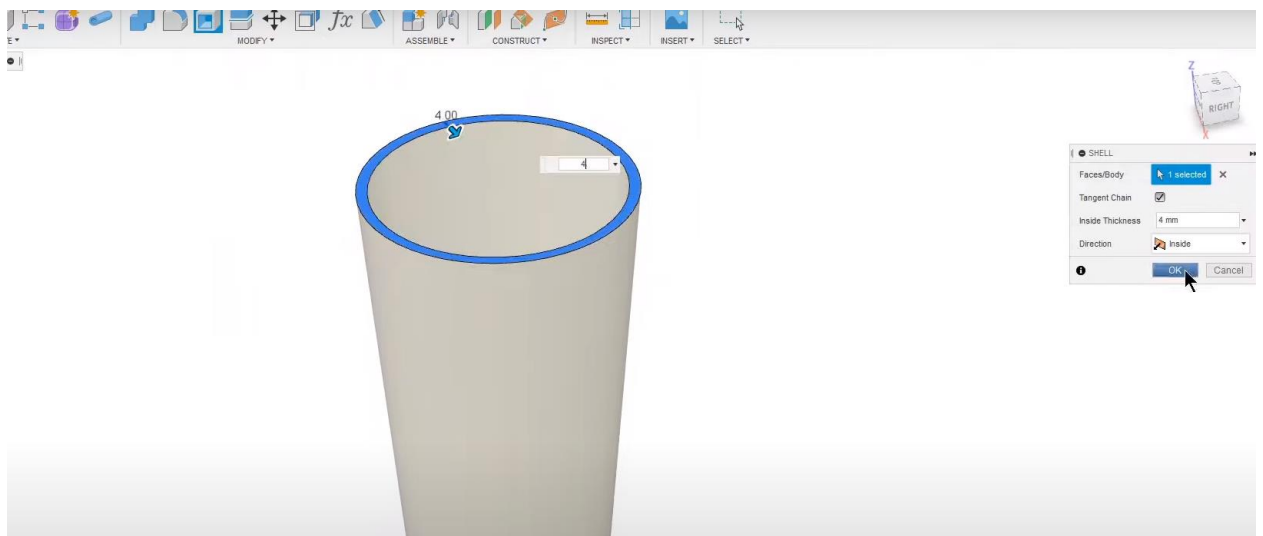 fx
E ▾
MODIFY ▾
ASSEMBLE ▾
CONSTRUCT ▾
INSPECT ▾
INSERT ▾
SELECT ▾
Z
RIGHT
X
4.00
4
SHELL
Faces/Body
1 selected
Tangent Chain
Inside Thickness
4 mm
Direction
Inside
OK
Cancel